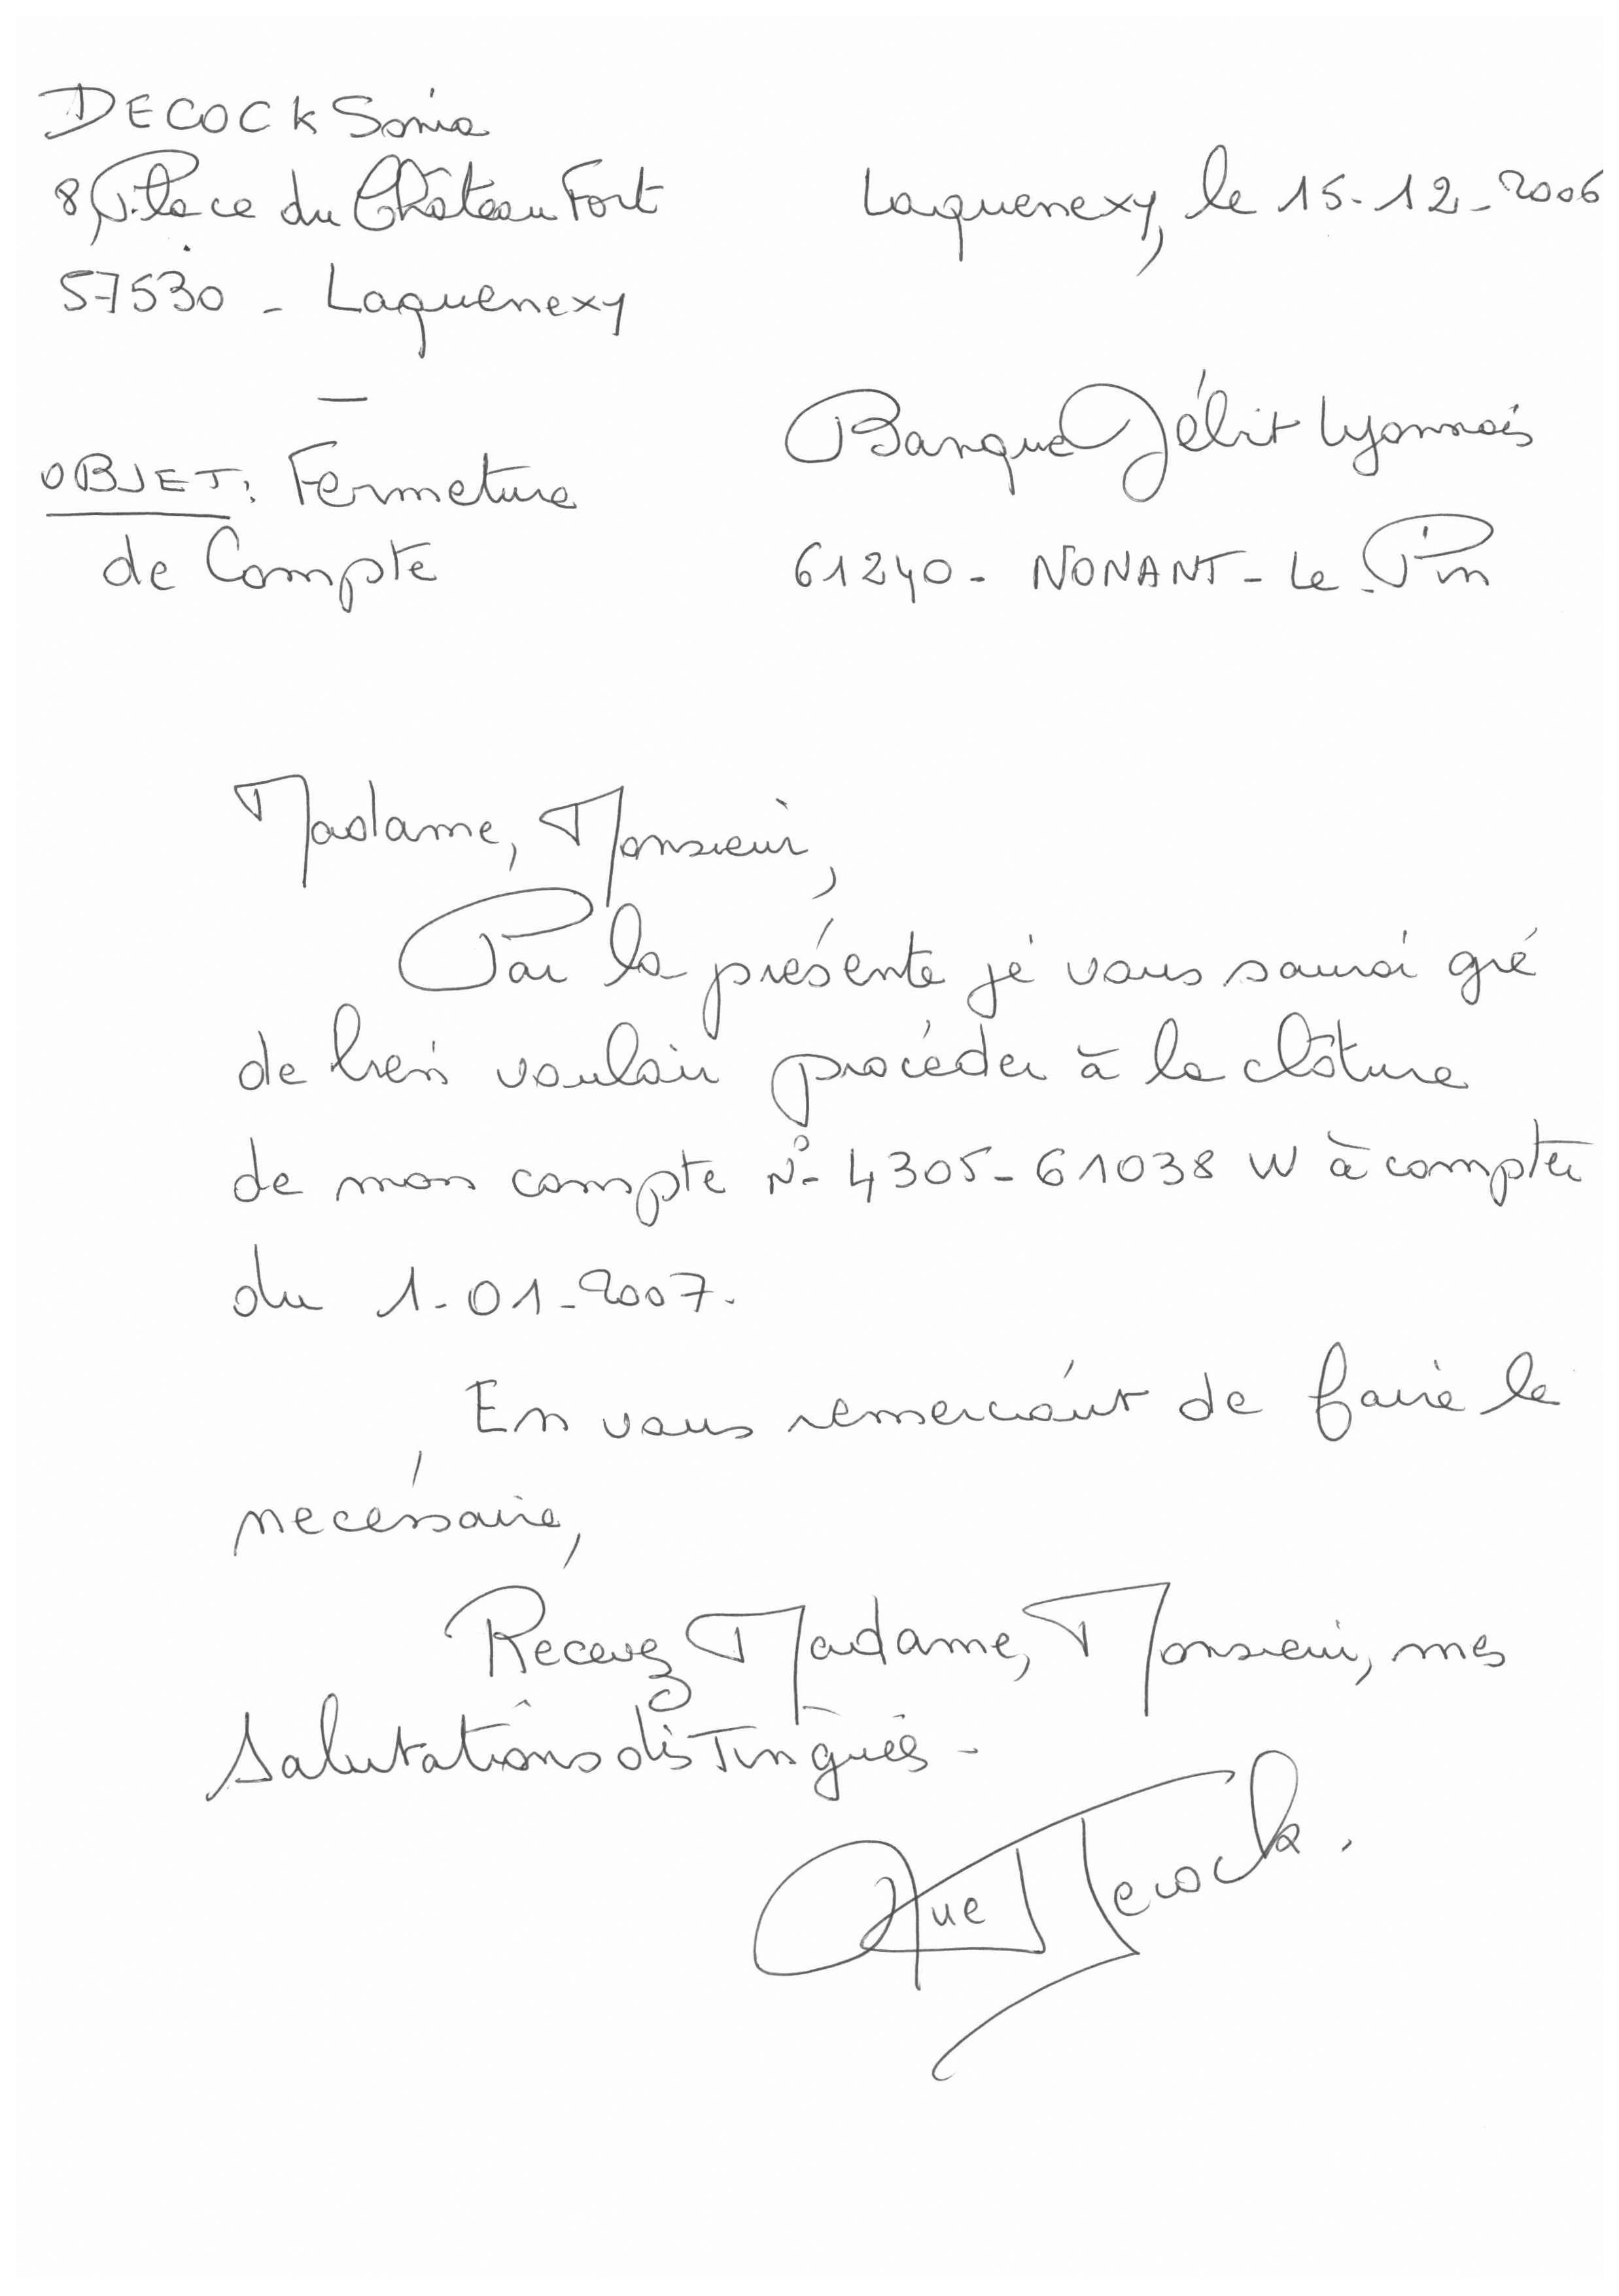 DECOCK Sonia
8, Place du Château Fort
57530 - Laquenexy
Laquenexy, le 15-12-2006
Banque Débit Lyonnais
61240 - NONANT - Le Pin
OBJET: Fermeture
de Compte
Madame, Monsieur,
Par la présente je vous saurai gré
de bien vouloir procéder à la clôture
de mon compte N° 4305-61038 W à compter
du 1-01-2007.
En vous remerciant de faire le
necéssaire,
Recevez Madame, Monsieur, mes
salutations distingués -
Decock.